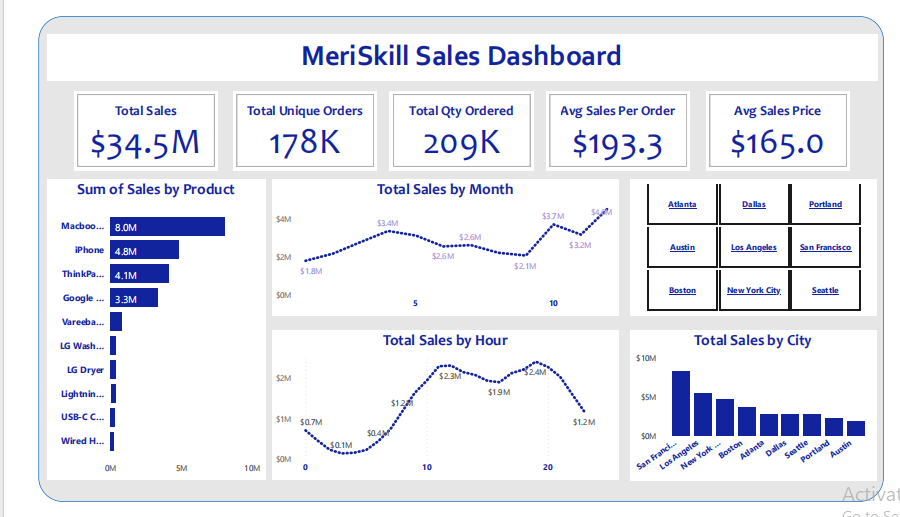 MeriSkill Sales Dashboard
Total Sales
$34.5M
Total Unique Orders
178K
Total Qty Ordered
209K
Avg Sales Per Order
$193.3
Avg Sales Price
$165.0
Sum of Sales by Product
Macboo... 8.0M
iPhone 4.8M
ThinkPa... 4.1M
Google ... 3.3M
Vareeba...
LG Wash...
LG Dryer
Lightnin...
USB-C C...
Wired H...
0M 5M 10M
Total Sales by Month
$4M
$2M
$0M
$1.8M
$3.4M
$2.6M
$2.6M
$2.1M
$3.7M
$3.2M
5 10
Atlanta Dallas Portland
Austin Los Angeles San Francisco
Boston New York City Seattle
Total Sales by Hour
$2M
$1M
$0M
$0.7M
$0.1M
$0.4M
$2.3M
$1.9M
$2.4M
$1.2M
0 10 20
Total Sales by City
$10M
$5M
$0M
San Franci...
Los Angeles
New York ...
Boston
Atlanta
Dallas
Seattle
Portland
Austin
Activat
Go to Se